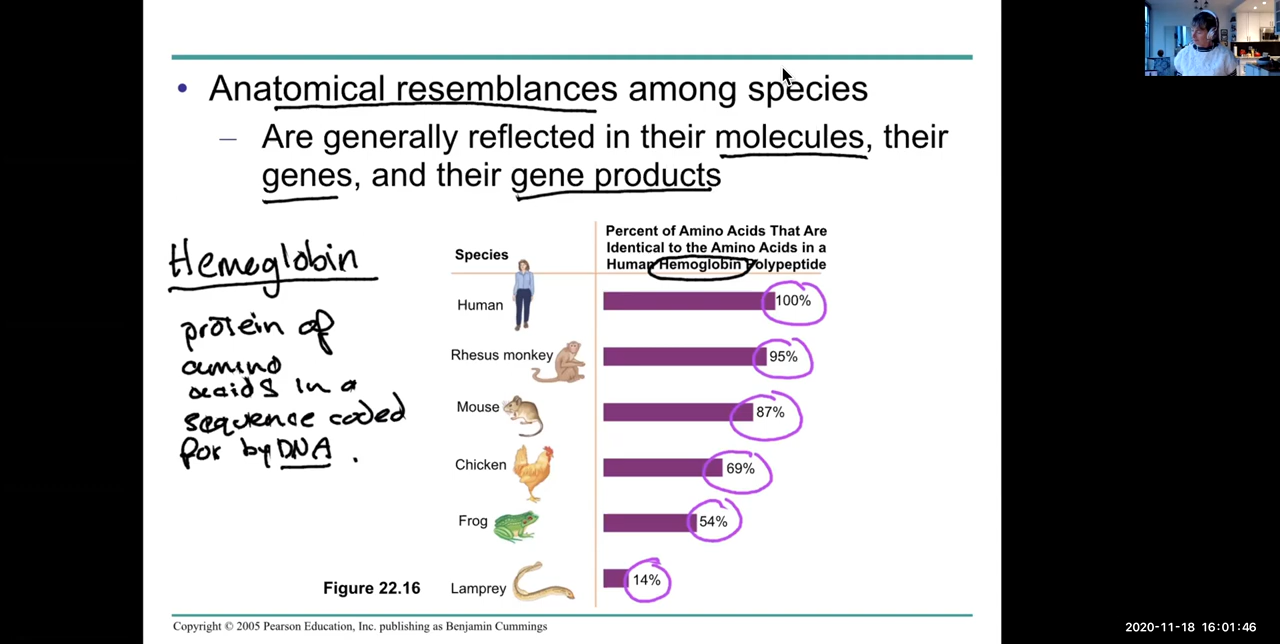 • Anatomical resemblances among species
– Are generally reflected in their molecules, their
genes, and their gene products
Hemoglobin
protein of
amino
acids in a
sequence coded
for by DNA.
Species
Percent of Amino Acids That Are
Identical to the Amino Acids in a
Human Hemoglobin Polypeptide
Human 100%
Rhesus monkey 95%
Mouse 87%
Chicken 69%
Frog 54%
Lamprey 14%
Figure 22.16
Copyright © 2005 Pearson Education, Inc. publishing as Benjamin Cummings
2020-11-18 16:01:46